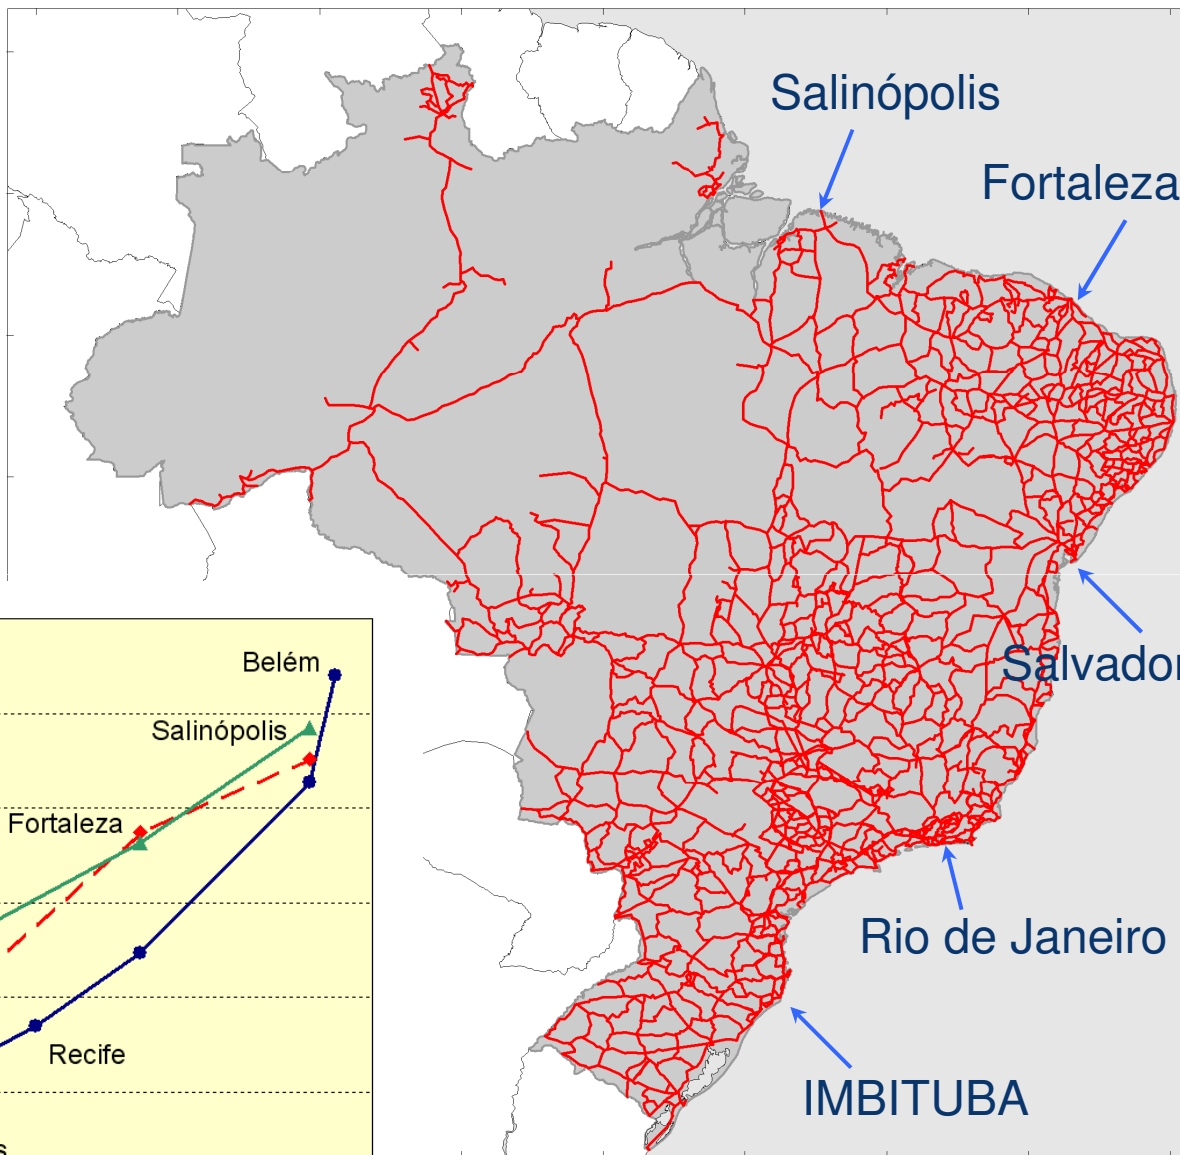 Salinópolis
Fortaleza
Salvador
Rio de Janeiro
IMBITUBA
Belém
Salinópolis
Fortaleza
Recife
s